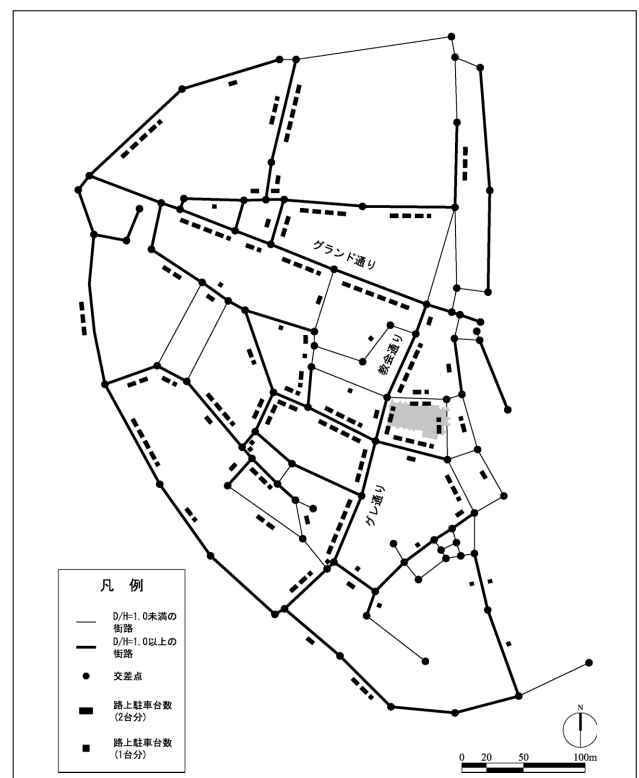 グランド通り
教会通り
グレ通り
凡 例
D/H=1.0未満の
街路
D/H=1.0以上の
街路
交差点
路上駐車台数
(2台分)
路上駐車台数
(1台分)
N
0 20 50 100m